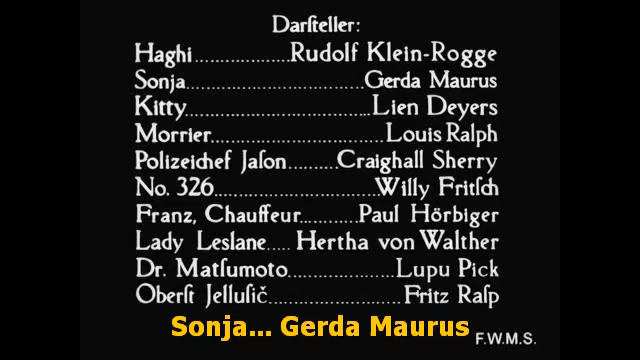 Darſteller:
Haghi...................Rudolf Klein-Rogge
Sonja....................................Gerda Maurus
Kitty.....................................Lien Deyers
Morrier...................................Louis Ralph
Polizeichef Jaſon..........Craighall Sherry
No. 326................................Willy Fritſch
Franz, Chauffeur............Paul Hörbiger
Lady Leslane..... Hertha von Walther
Dr. Matſumoto.....................Lupu Pick
Oberſt Jelluſič...........................Fritz Raſp
Sonja... Gerda Maurus
F.W.M.S.